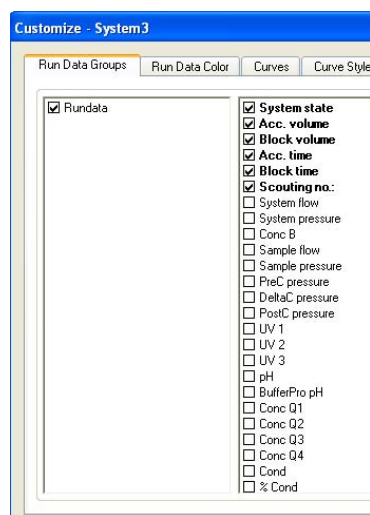 Customize - System3
Run Data Groups
Run Data Color
Curves
Curve Style
Rundata
System state
Acc. volume
Block volume
Acc. time
Block time
Scouting no.:
System flow
System pressure
Conc B
Sample flow
Sample pressure
PreC pressure
DeltaC pressure
PostC pressure
UV 1
UV 2
UV 3
pH
BufferPro pH
Conc Q1
Conc Q2
Conc Q3
Conc Q4
Cond
% Cond